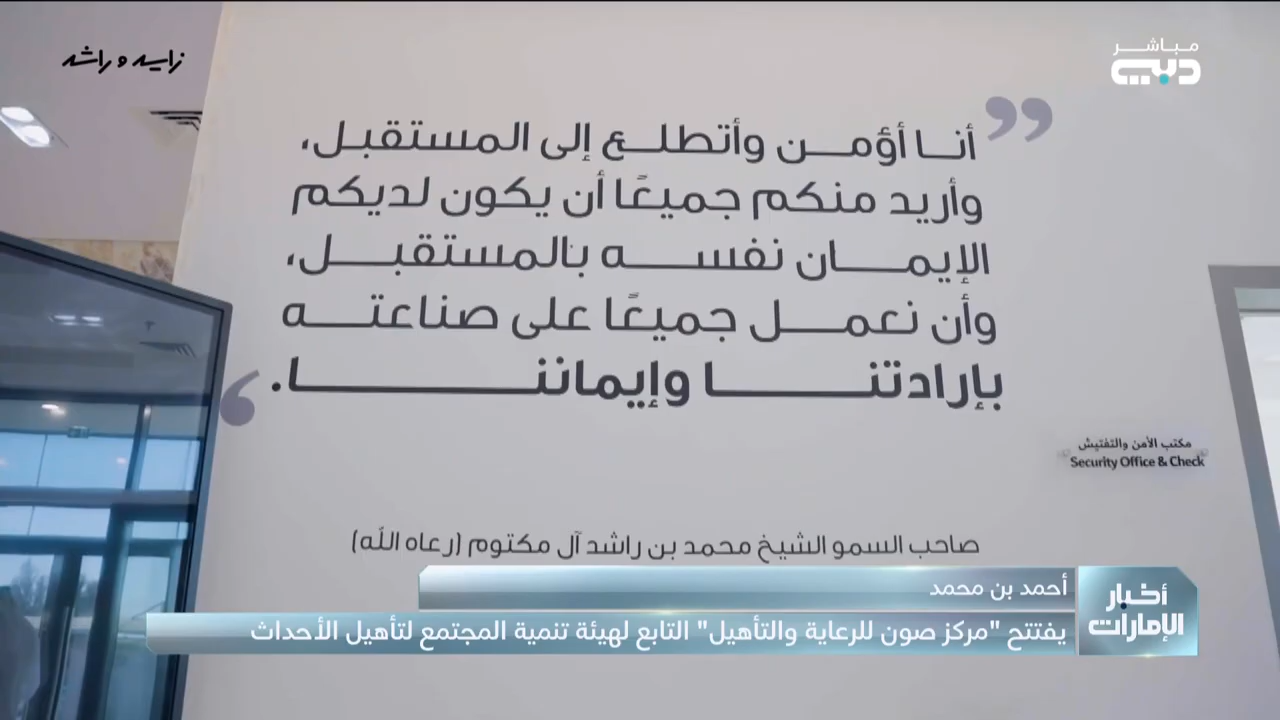 زايد وراشد
مباشر
دبي
أنا أؤمن وأتطلع إلى المستقبل،
وأريد منكم جميعًا أن يكون لديكم
الإيمان نفسه بالمستقبل،
وأن نعمل جميعًا على صناعته
بإرادتنا وإيماننا.
مكتب الأمن والتفتيش
Security Office & Check
صاحب السمو الشيخ محمد بن راشد آل مكتوم (رعاه الله)
أخبار
الإمارات
أحمد بن محمد
يفتتح "مركز صون للرعاية والتأهيل" التابع لهيئة تنمية المجتمع لتأهيل الأحداث